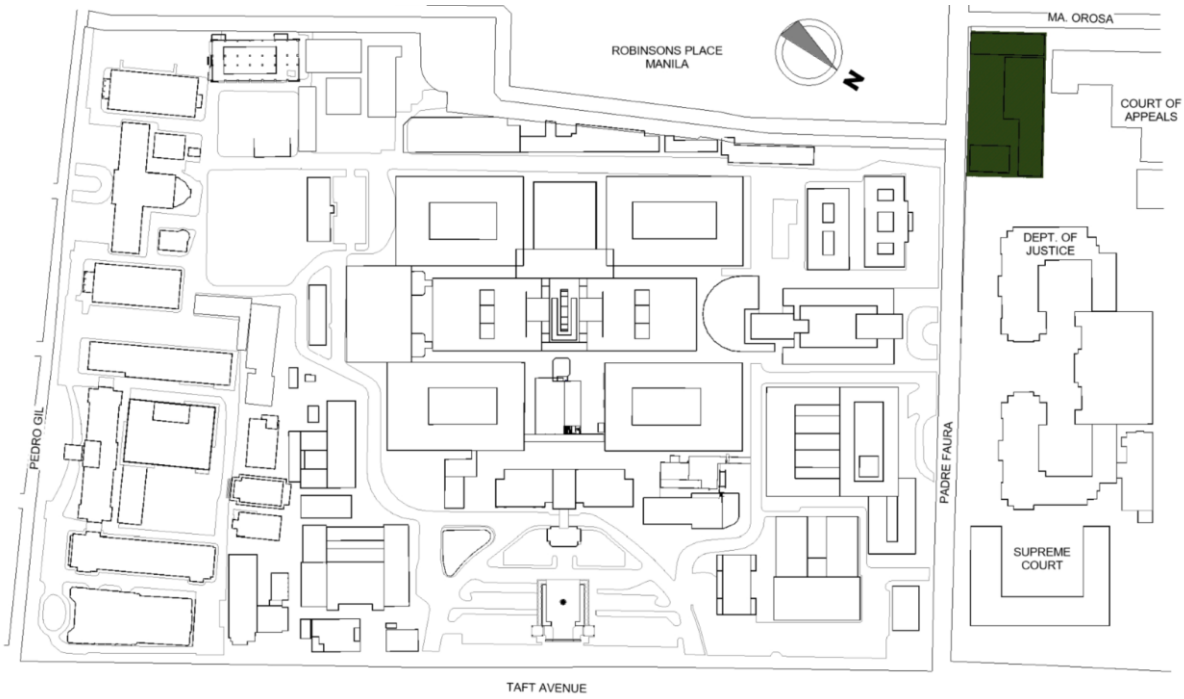 MA. OROSA
ROBINSONS PLACE
MANILA
N
COURT OF
APPEALS
DEPT. OF
JUSTICE
PEDRO GIL
PADRE FAURA
SUPREME
COURT
TAFT AVENUE